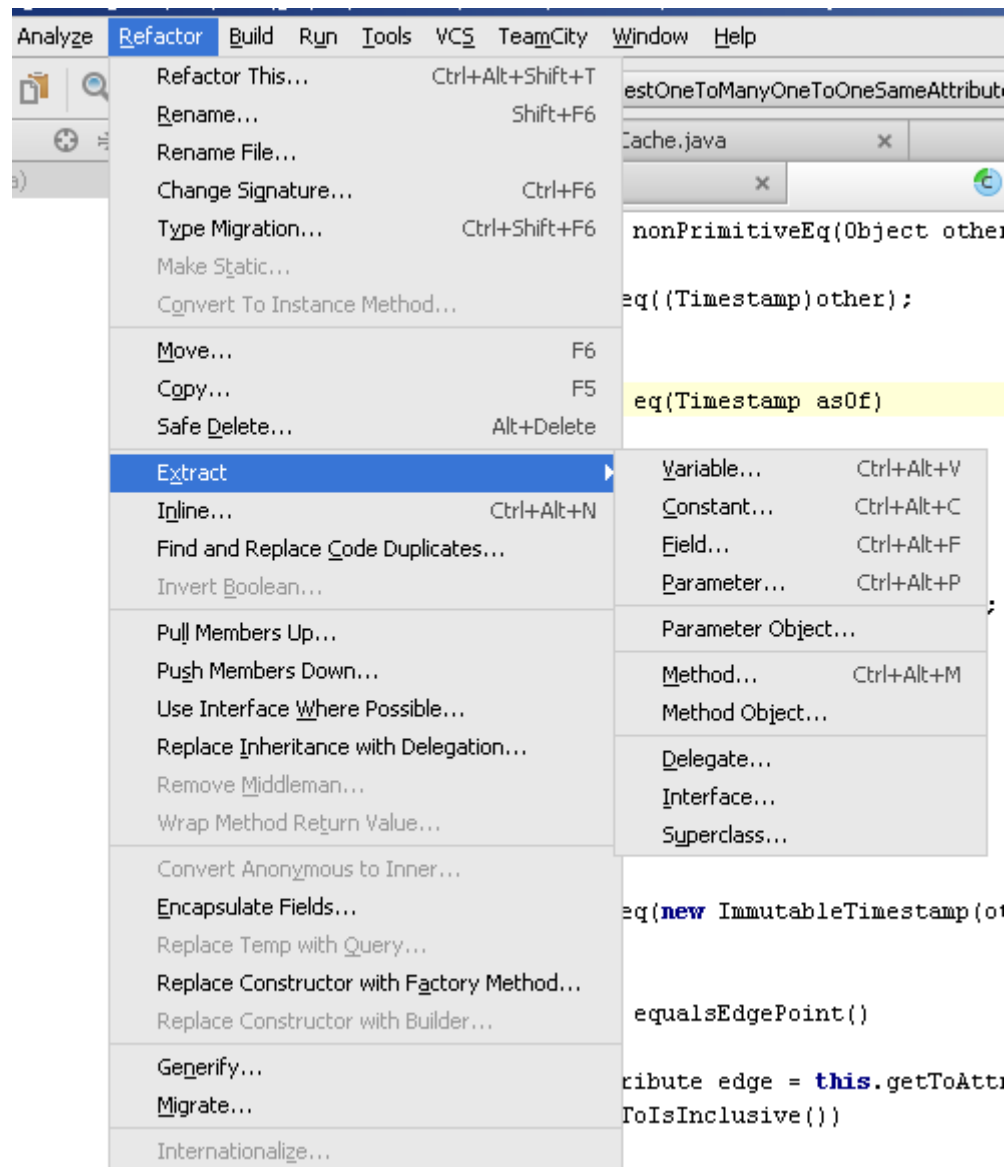 Analyze Refactor Build Run Tools VCS TeamCity Window Help
estOneToManyOneToOneSameAttribute
Cache.java
a)
Refactor This... Ctrl+Alt+Shift+T
Rename... Shift+F6
Rename File...
Change Signature... Ctrl+F6
Type Migration... Ctrl+Shift+F6
Make Static...
Convert To Instance Method...
Move... F6
Copy... F5
Safe Delete... Alt+Delete
Extract
Inline... Ctrl+Alt+N
Find and Replace Code Duplicates...
Invert Boolean...
Pull Members Up...
Push Members Down...
Use Interface Where Possible...
Replace Inheritance with Delegation...
Remove Middleman...
Wrap Method Return Value...
Convert Anonymous to Inner...
Encapsulate Fields...
Replace Temp with Query...
Replace Constructor with Factory Method...
Replace Constructor with Builder...
Generify...
Migrate...
Internationalize...
Variable... Ctrl+Alt+V
Constant... Ctrl+Alt+C
Field... Ctrl+Alt+F
Parameter... Ctrl+Alt+P
Parameter Object...
Method... Ctrl+Alt+M
Method Object...
Delegate...
Interface...
Superclass...
C
nonPrimitiveEq(Object other
eq((Timestamp)other);
eq(Timestamp asOf)
;
eq(new ImmutableTimestamp(ot
equalsEdgePoint()
ribute edge = this.getToAttr
ToIsInclusive())